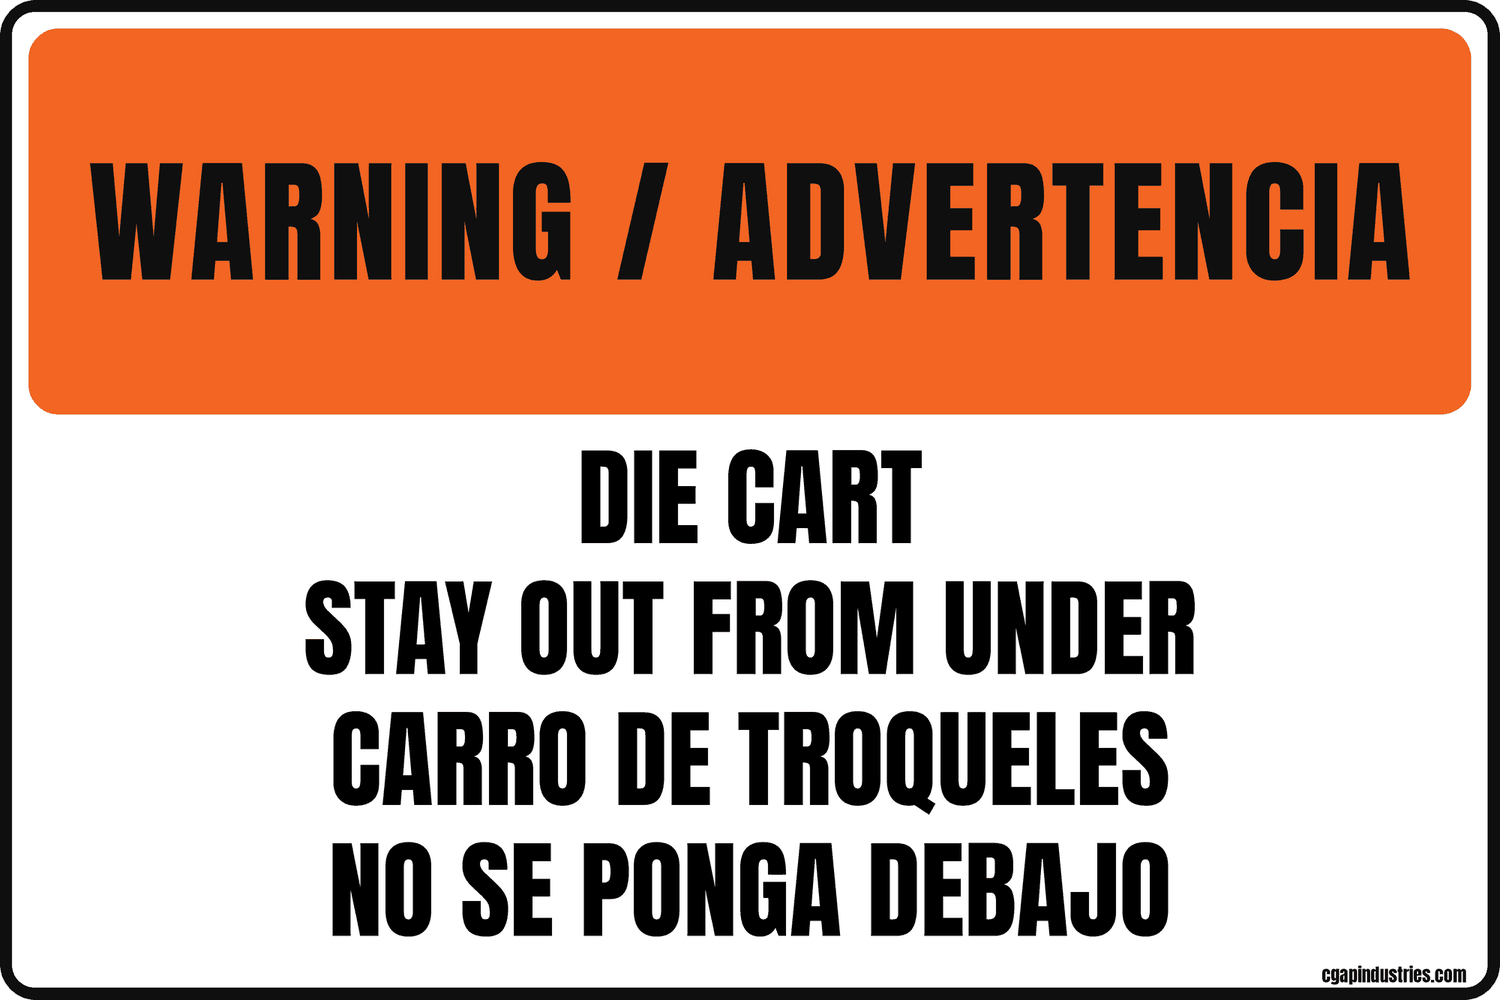 WARNING / ADVERTENCIA
DIE CART
STAY OUT FROM UNDER
CARRO DE TROQUELES
NO SE PONGA DEBAJO
cgapindustries.com